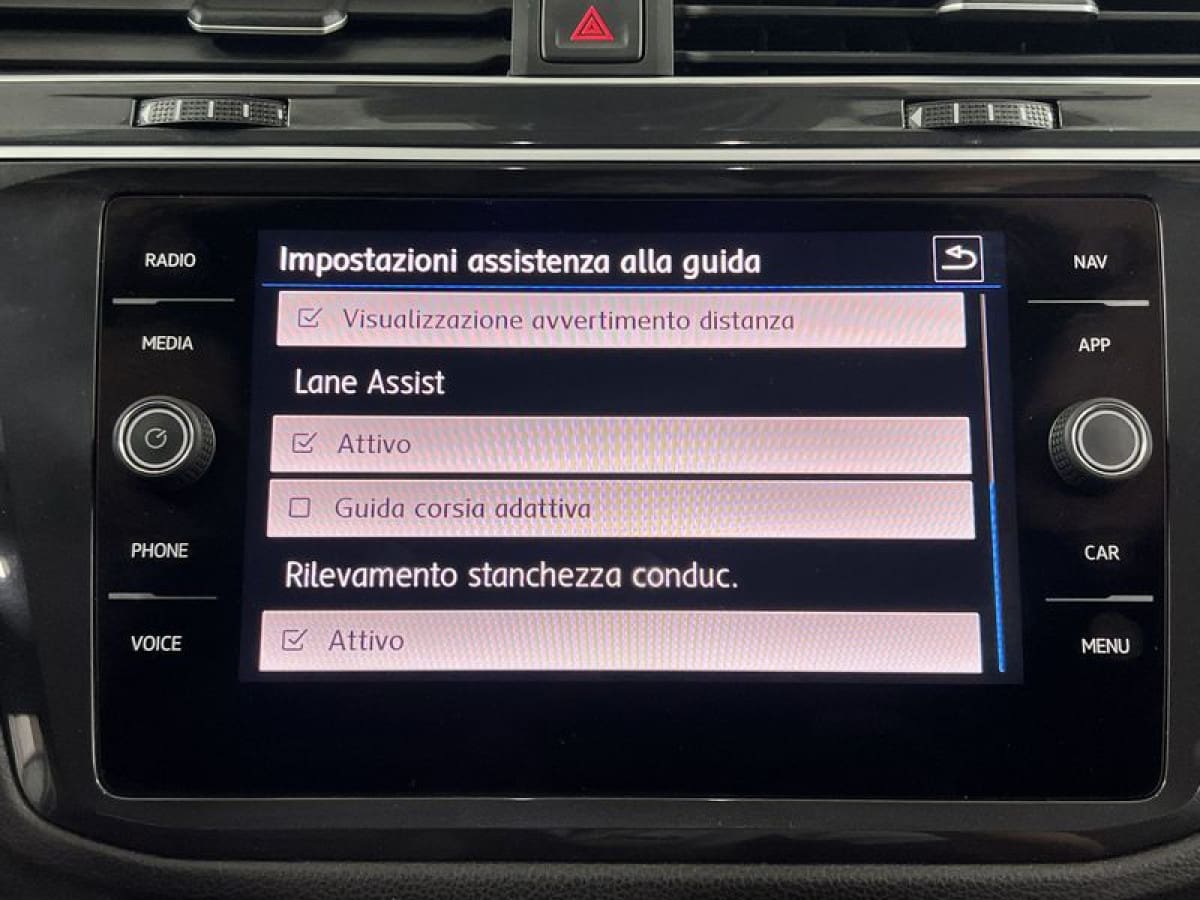 Impostazioni assistenza alla guida
Visualizzazione avvertimento distanza
Lane Assist
Attivo
Guida corsia adattiva
Rilevamento stanchezza conduc.
Attivo
RADIO
MEDIA
PHONE
VOICE
NAV
APP
CAR
MENU